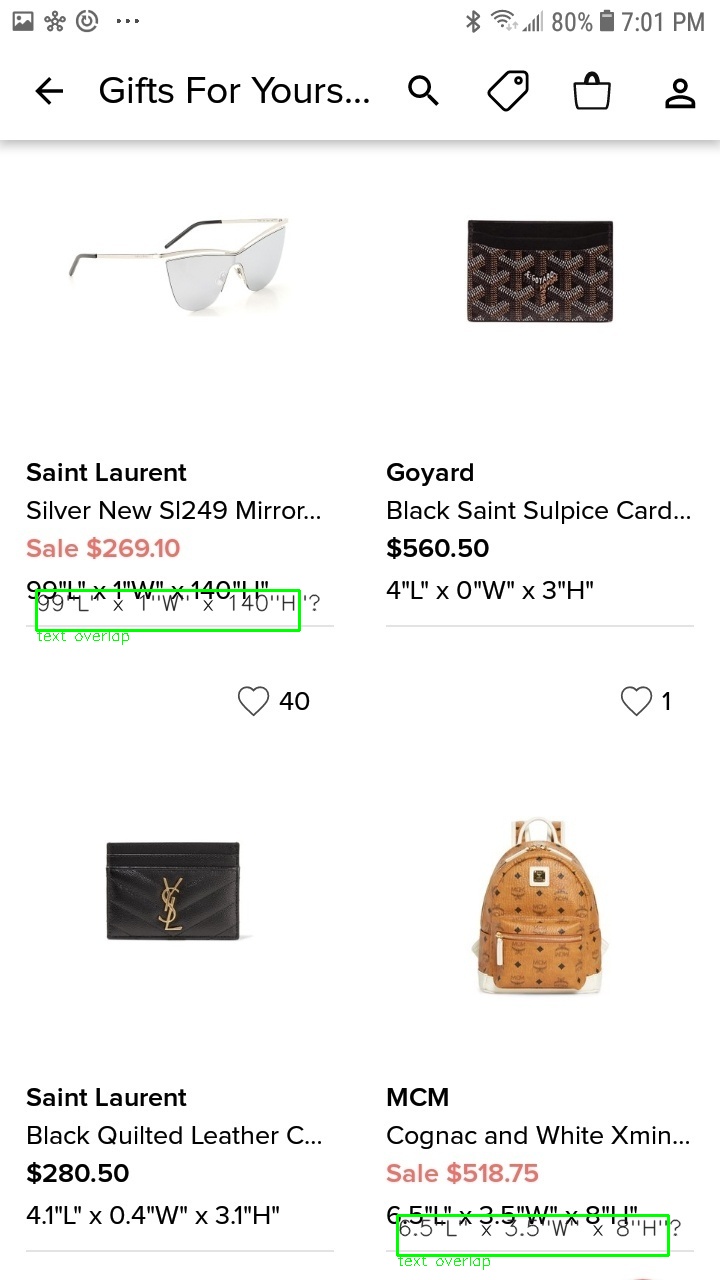 80% 7:01 PM
Gifts For Yours...
GOYARD
Saint Laurent
Silver New Sl249 Mirror...
Sale $269.10
99"L" x 1"W" x 140"H"
99''L'' x 1''W'' x 140''H''?
text overlap
Goyard
Black Saint Sulpice Card...
$560.50
4"L" x 0"W" x 3"H"
40
1
YSL
Saint Laurent
Black Quilted Leather C...
$280.50
4.1"L" x 0.4"W" x 3.1"H"
MCM
Cognac and White Xmin...
Sale $518.75
6.5"L" x 3.5"W" x 8"H"
6.5''L'' x 3.5''W'' x 8''H''?
text overlap